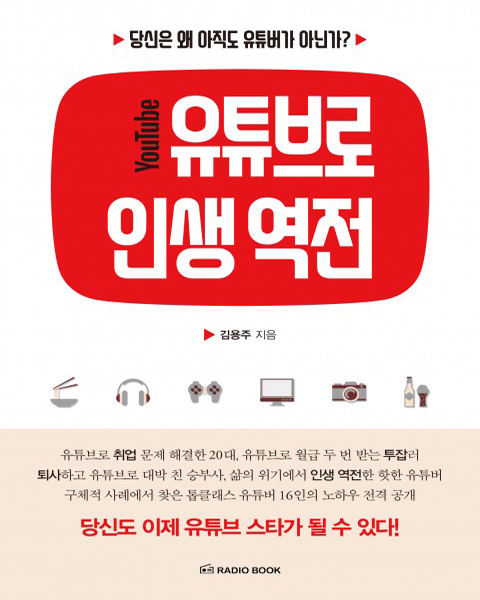 당신은 왜 아직도 유튜버가 아닌가?
YouTube
유튜브로
인생 역전
김용주 지음
유튜브로 취업 문제 해결한 20대, 유튜브로 월급 두 번 받는 투잡러
퇴사하고 유튜브로 대박 친 승부사, 삶의 위기에서 인생 역전한 핫한 유튜버
구체적 사례에서 찾은 톱클래스 유튜버 16인의 노하우 전격 공개
당신도 이제 유튜브 스타가 될 수 있다!
RADIO BOOK